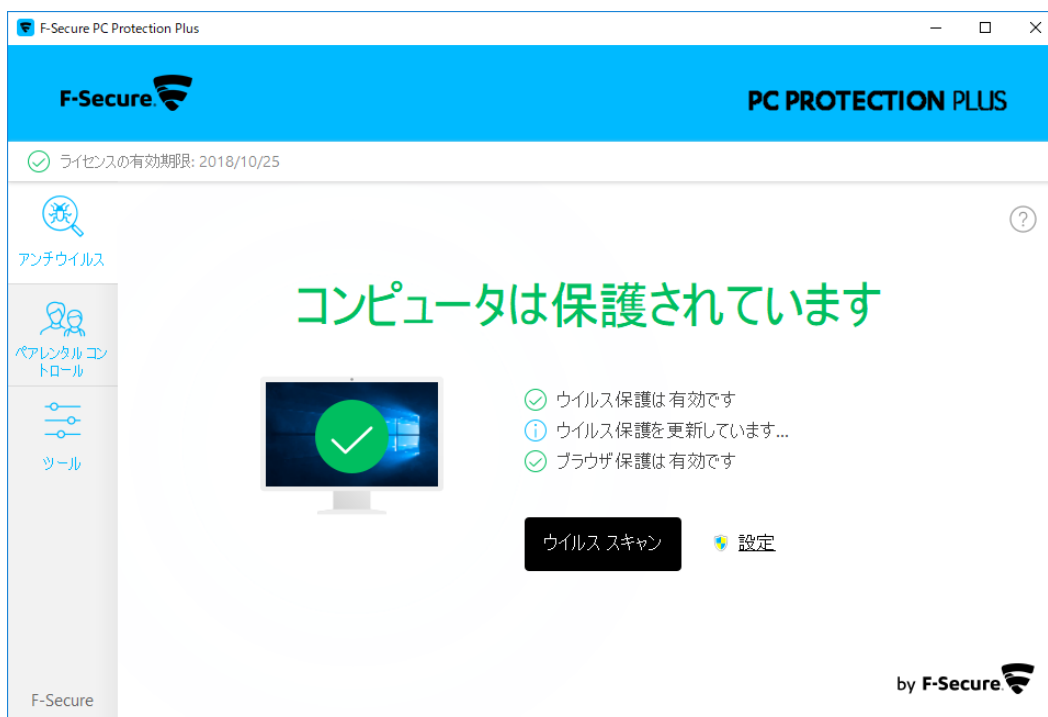 F-Secure PC Protection Plus
F-Secure.
PC PROTECTION PLUS
ライセンスの有効期限: 2018/10/25
アンチウイルス
ペアレンタル コン
トロール
ツール
F-Secure
?
コンピュータは保護されています
ウイルス保護は有効です
ウイルス保護を更新しています...
ブラウザ保護は有効です
ウイルス スキャン
設定
by F-Secure.